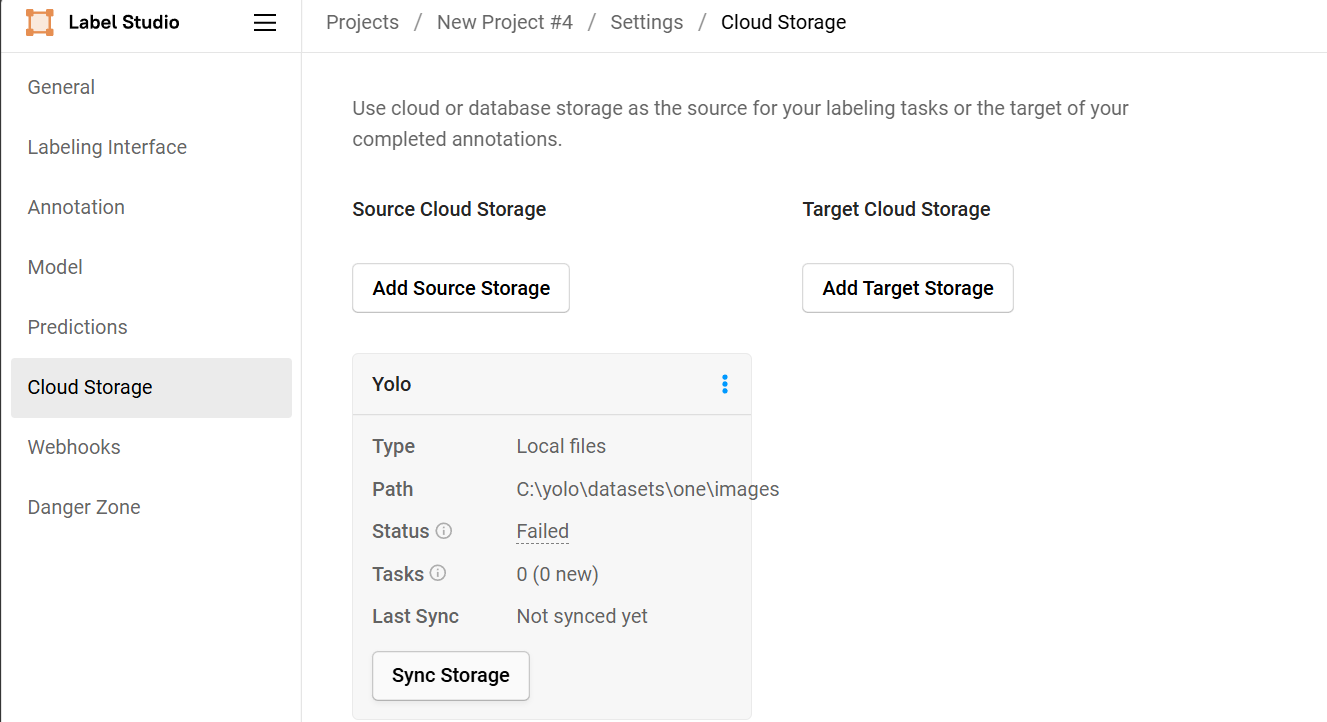 Label Studio
Projects / New Project #4 / Settings / Cloud Storage
General
Labeling Interface
Annotation
Model
Predictions
Cloud Storage
Webhooks
Danger Zone
Use cloud or database storage as the source for your labeling tasks or the target of your
completed annotations.
Source Cloud Storage
Add Source Storage
Target Cloud Storage
Add Target Storage
Yolo
Type Local files
Path C:\yolo\datasets\one\images
Status Failed
Tasks 0 (0 new)
Last Sync Not synced yet
Sync Storage